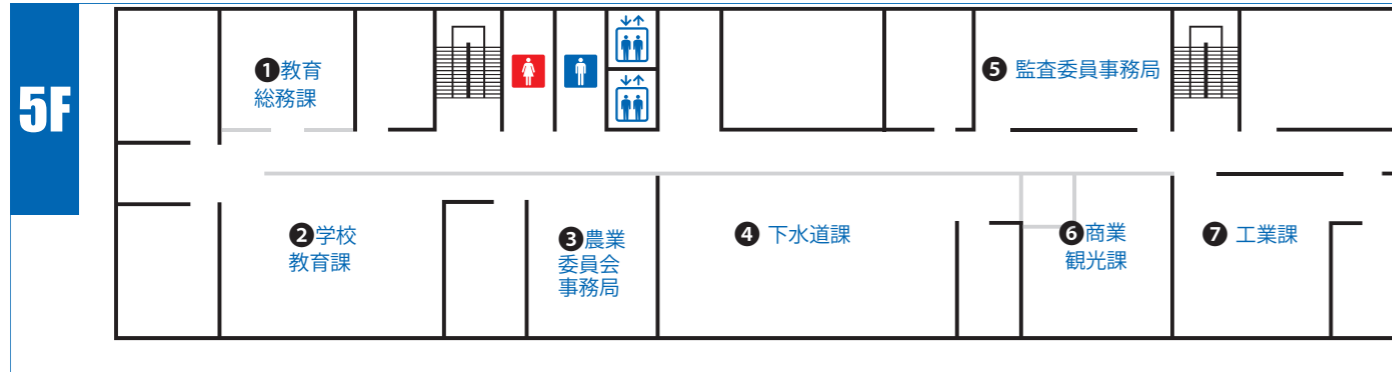 5F
❶教育
総務課
❺ 監査委員事務局
❷学校
教育課
❸農業
委員会
事務局
❹ 下水道課
❻商業
観光課
❼ 工業課